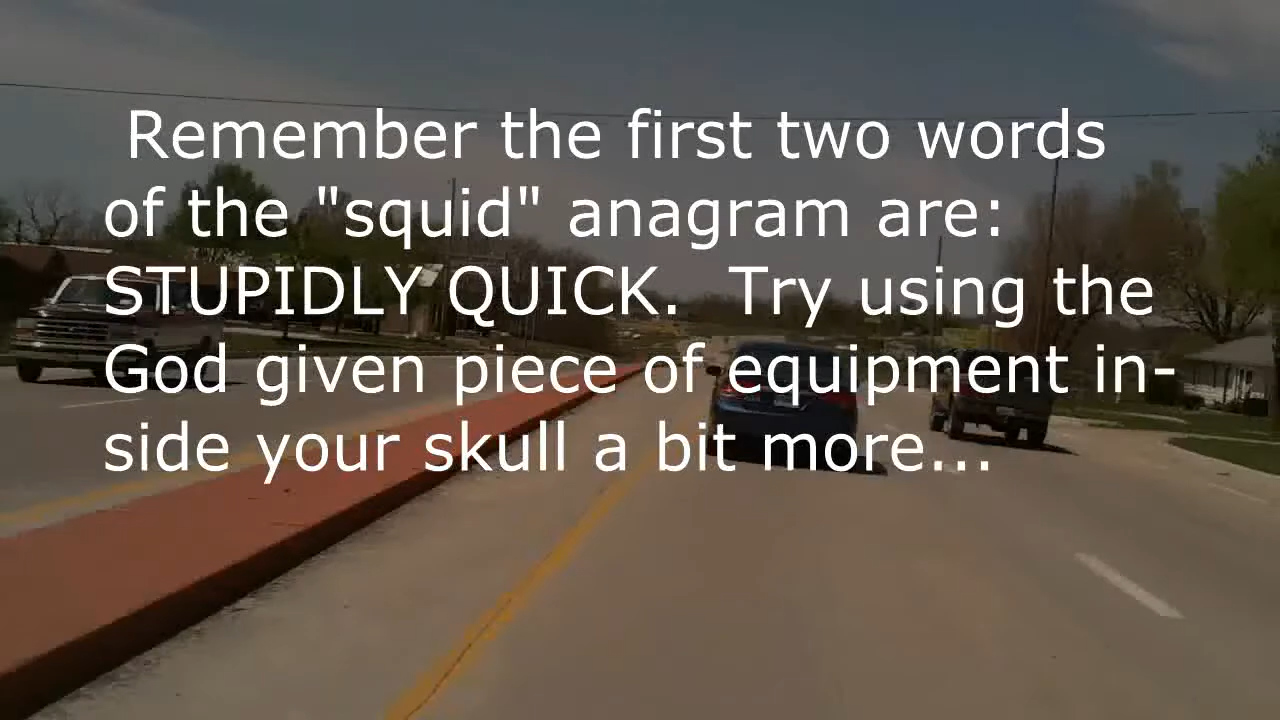 Remember the first two words
of the "squid" anagram are:
STUPIDLY QUICK.  Try using the
God given piece of equipment in-
side your skull a bit more...